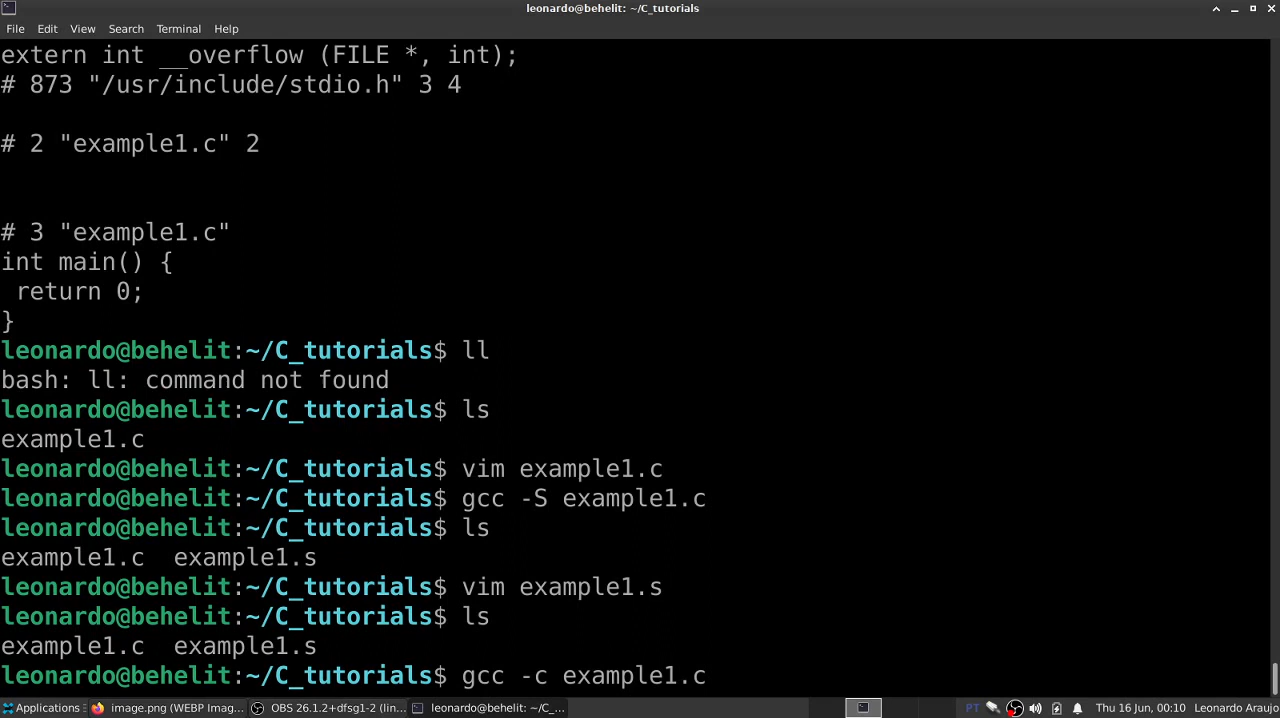 leonardo@behelit: ~/C_tutorials
File Edit View Search Terminal Help
extern int __overflow (FILE *, int);
# 873 "/usr/include/stdio.h" 3 4
# 2 "example1.c" 2
# 3 "example1.c"
int main() {
 return 0;
}
leonardo@behelit:~/C_tutorials$ ll
bash: ll: command not found
leonardo@behelit:~/C_tutorials$ ls
example1.c
leonardo@behelit:~/C_tutorials$ vim example1.c
leonardo@behelit:~/C_tutorials$ gcc -S example1.c
leonardo@behelit:~/C_tutorials$ ls
example1.c  example1.s
leonardo@behelit:~/C_tutorials$ vim example1.s
leonardo@behelit:~/C_tutorials$ ls
example1.c  example1.s
leonardo@behelit:~/C_tutorials$ gcc -c example1.c
Applications image.png (WEBP Imag... OBS 26.1.2+dfsg1-2 (lin... leonardo@behelit: ~/C_... PT Thu 16 Jun, 00:10 Leonardo Araujo